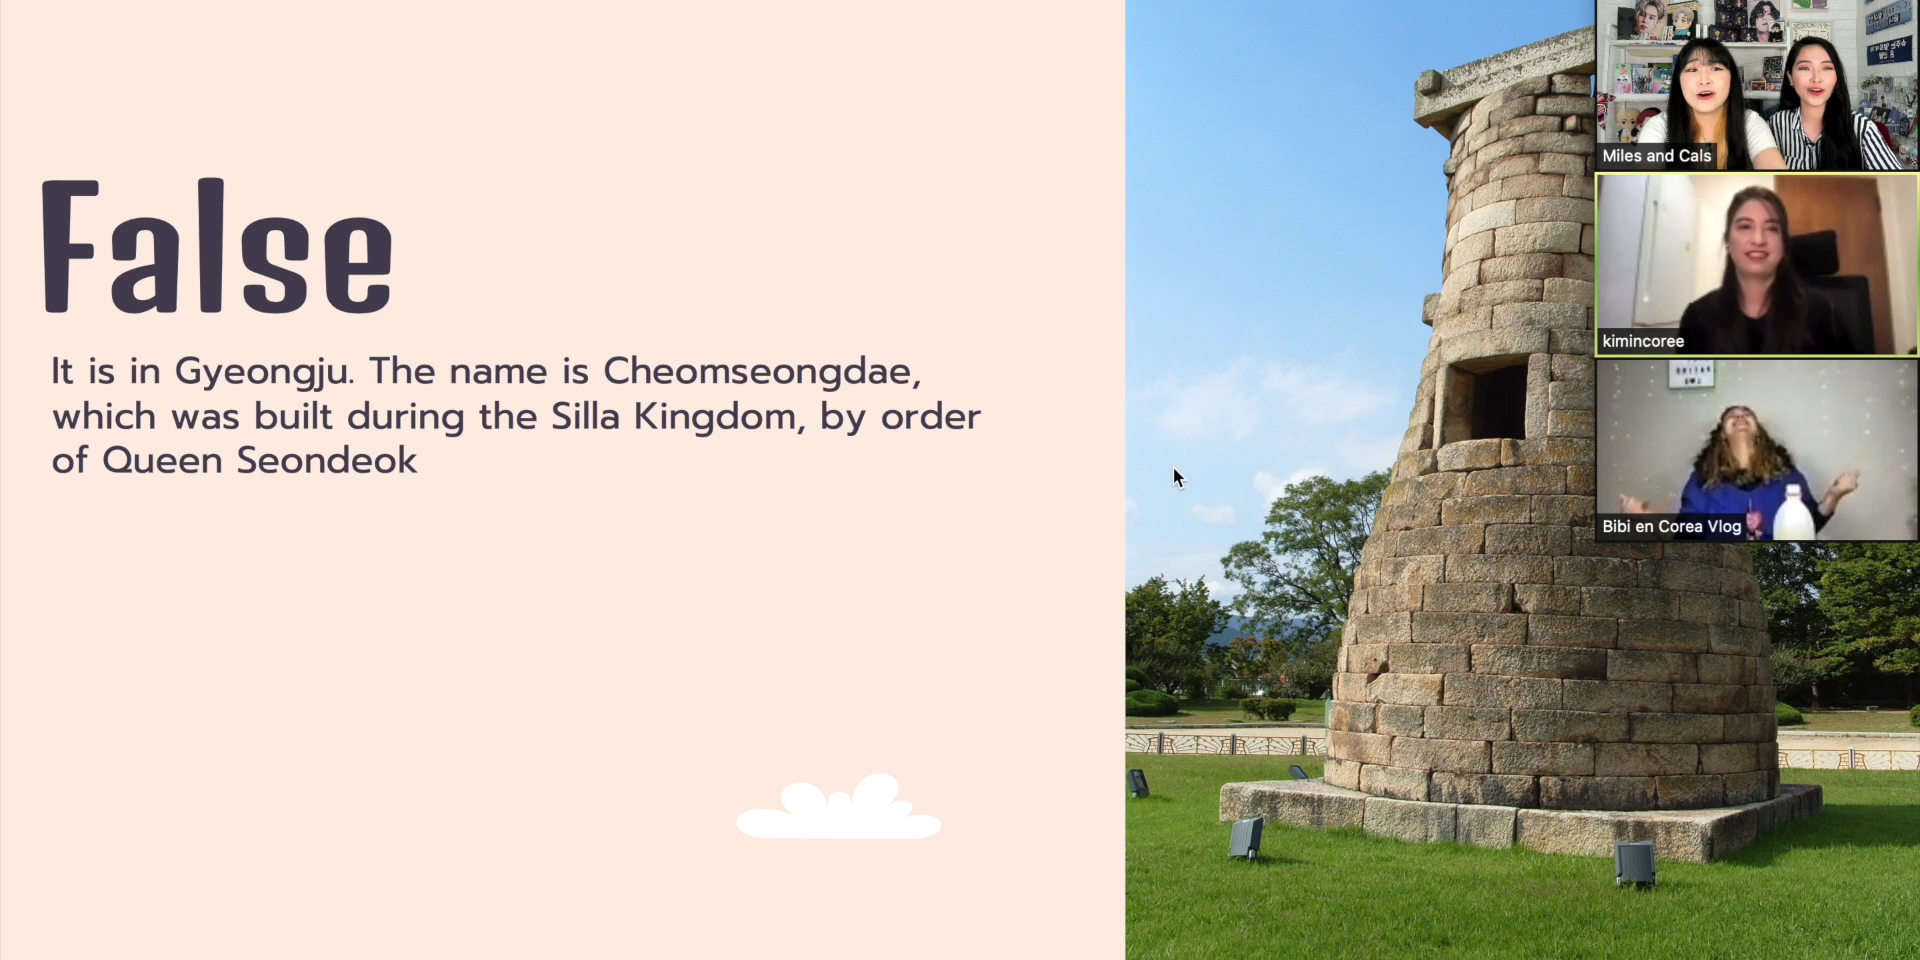 False
It is in Gyeongju. The name is Cheomseongdae,
which was built during the Silla Kingdom, by order
of Queen Seondeok
Miles and Cals
kimincoree
Bibi en Corea Vlog